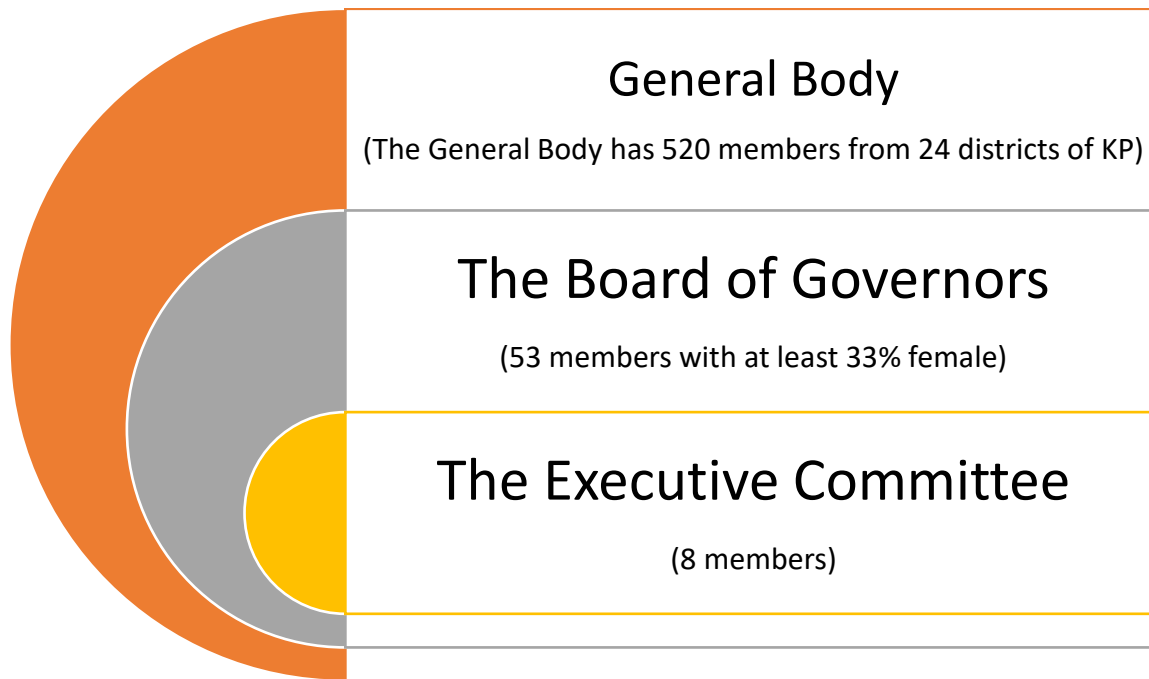 General Body
(The General Body has 520 members from 24 districts of KP)
The Board of Governors
(53 members with at least 33% female)
The Executive Committee
(8 members)